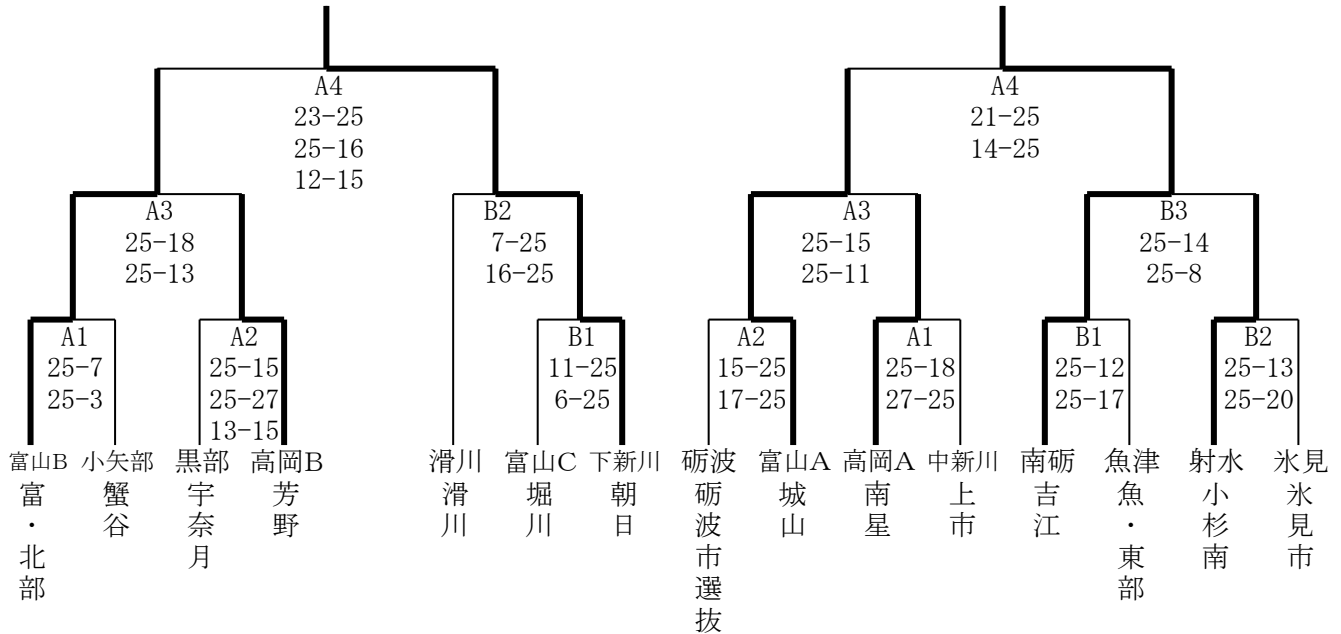 A4
23-25
25-16
12-15
A4
21-25
14-25
A3
25-18
25-13
B2
7-25
16-25
A3
25-15
25-11
B3
25-14
25-8
A1
25-7
25-3
A2
25-15
25-27
13-15
B1
11-25
6-25
A2
15-25
17-25
A1
25-18
27-25
B1
25-12
25-17
B2
25-13
25-20
富山B
富・北部
小矢部
蟹谷
黒部
宇奈月
高岡B
芳野
滑川
滑川
富山C
堀川
下新川
朝日
砺波
砺波市選抜
富山A
城山
高岡A
南星
中新川
上市
南砺
吉江
魚津
魚・東部
射水
小杉南
氷見
氷見市